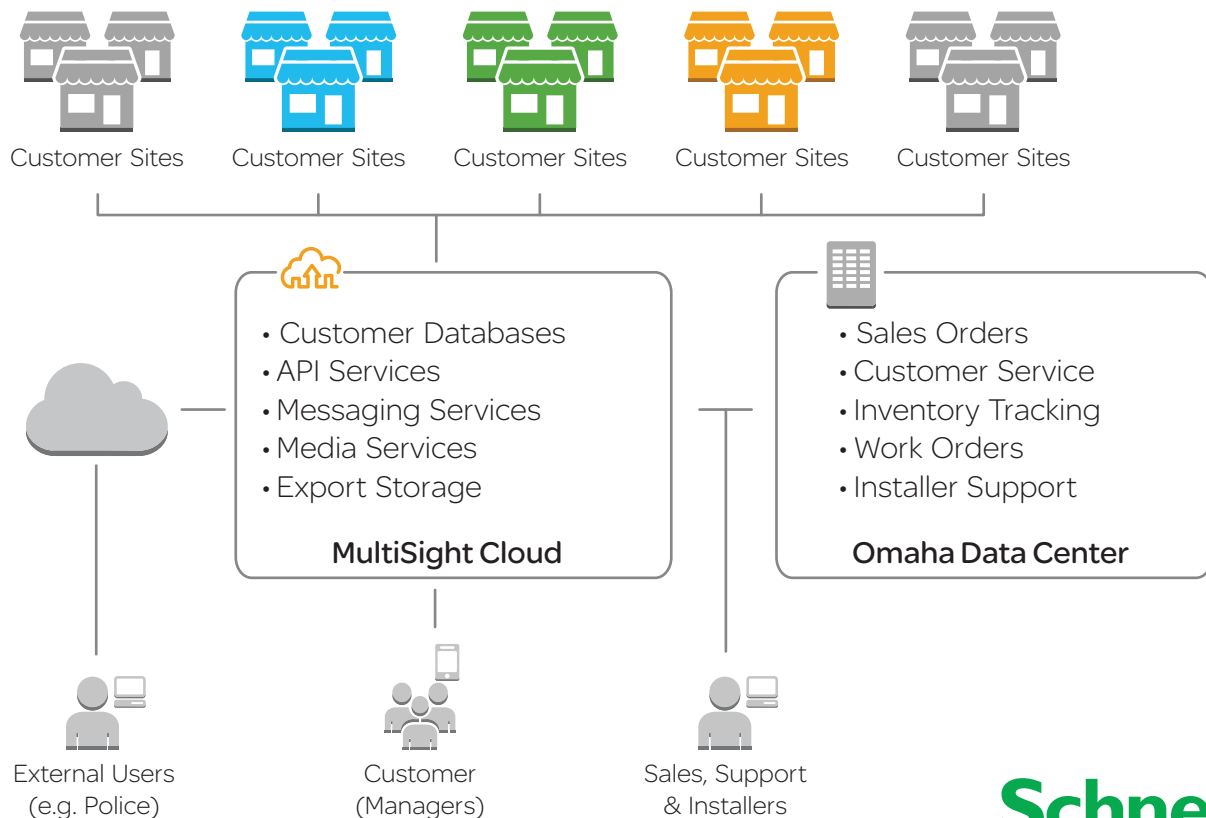 Customer Sites
Customer Sites
Customer Sites
Customer Sites
Customer Sites
• Customer Databases
• API Services
• Messaging Services
• Media Services
• Export Storage
MultiSight Cloud
• Sales Orders
• Customer Service
• Inventory Tracking
• Work Orders
• Installer Support
Omaha Data Center
External Users
(e.g. Police)
Customer
(Managers)
Sales, Support
& Installers